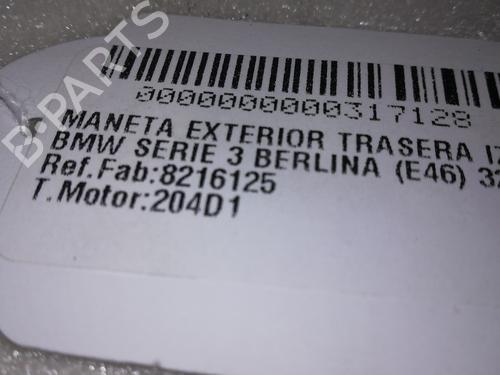 B-PARTS
0000000000317128
MANETA EXTERIOR TRASERA
BMW SERIE 3 BERLINA (E46)
Ref.Fab:8216125
T.Motor:204D1